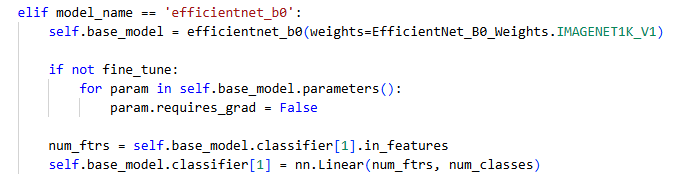 elif model_name == 'efficientnet_b0':
    self.base_model = efficientnet_b0(weights=EfficientNet_B0_Weights.IMAGENET1K_V1)

    if not fine_tune:
        for param in self.base_model.parameters():
            param.requires_grad = False

    num_ftrs = self.base_model.classifier[1].in_features
    self.base_model.classifier[1] = nn.Linear(num_ftrs, num_classes)